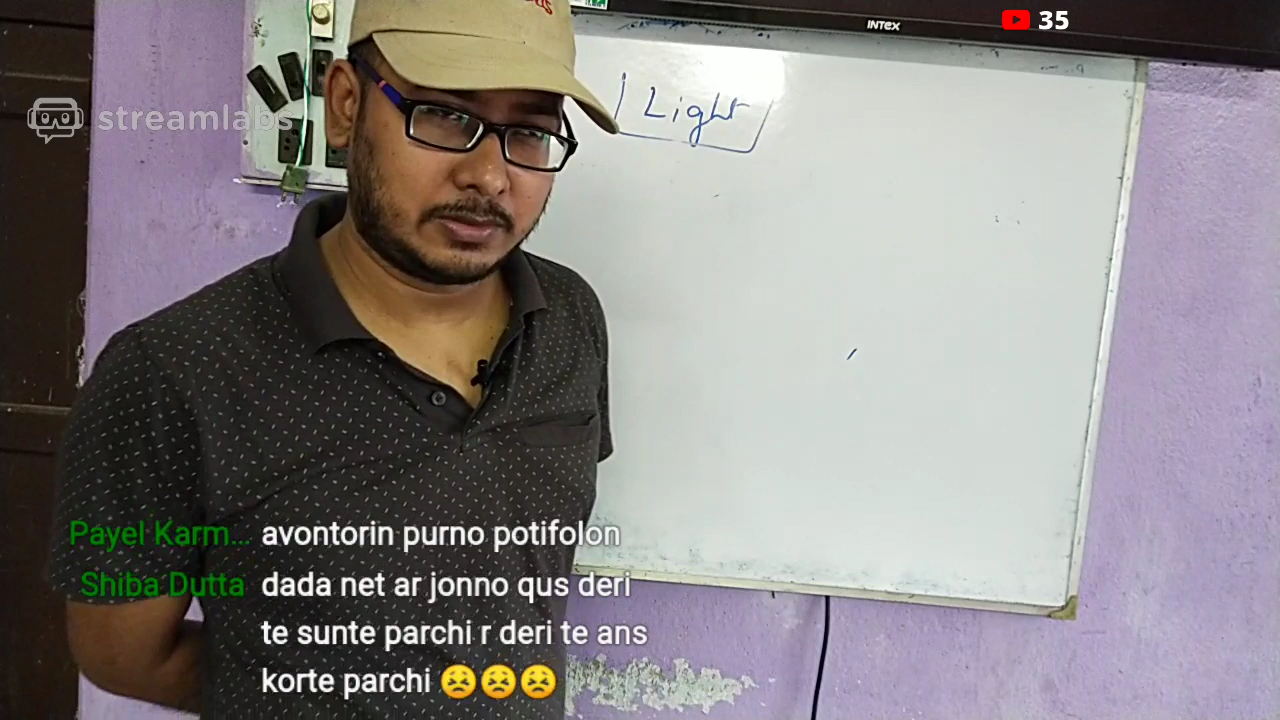 INTEX
35
streamlabs
Light
Payel Karm... avontorin purno potifolon
Shiba Dutta dada net ar jonno qus deri
te sunte parchi r deri te ans
korte parchi 😣😣😣